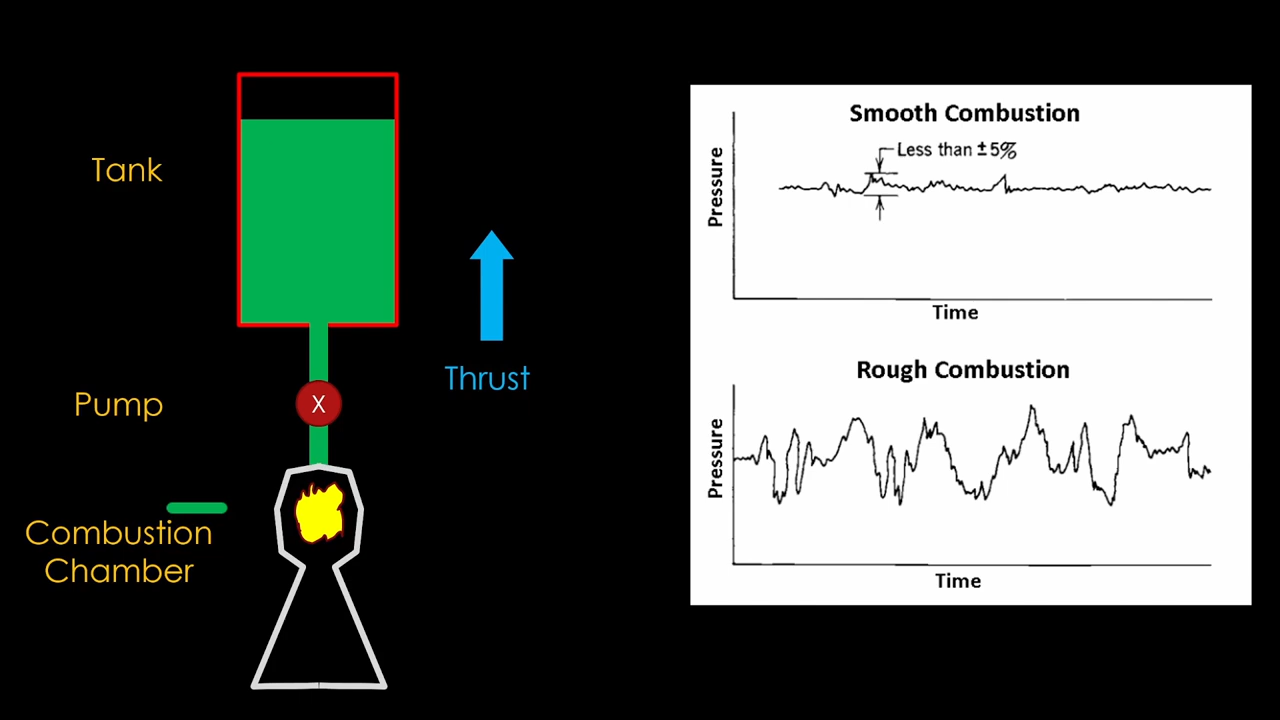 Tank
Pump
X
Combustion
Chamber
Thrust
Smooth Combustion
Less than ±5%
Pressure
Time
Rough Combustion
Pressure
Time